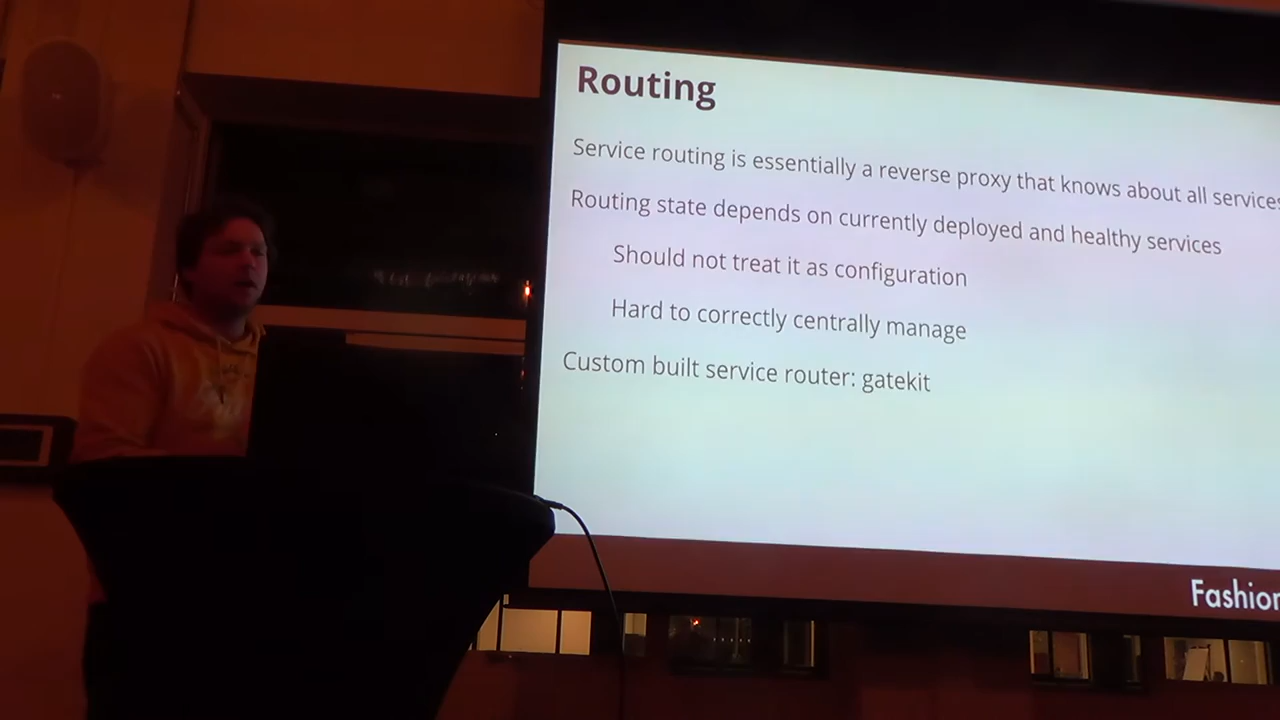 Routing
Service routing is essentially a reverse proxy that knows about all services
Routing state depends on currently deployed and healthy services
Should not treat it as configuration
Hard to correctly centrally manage
Custom built service router: gatekit
Fashion